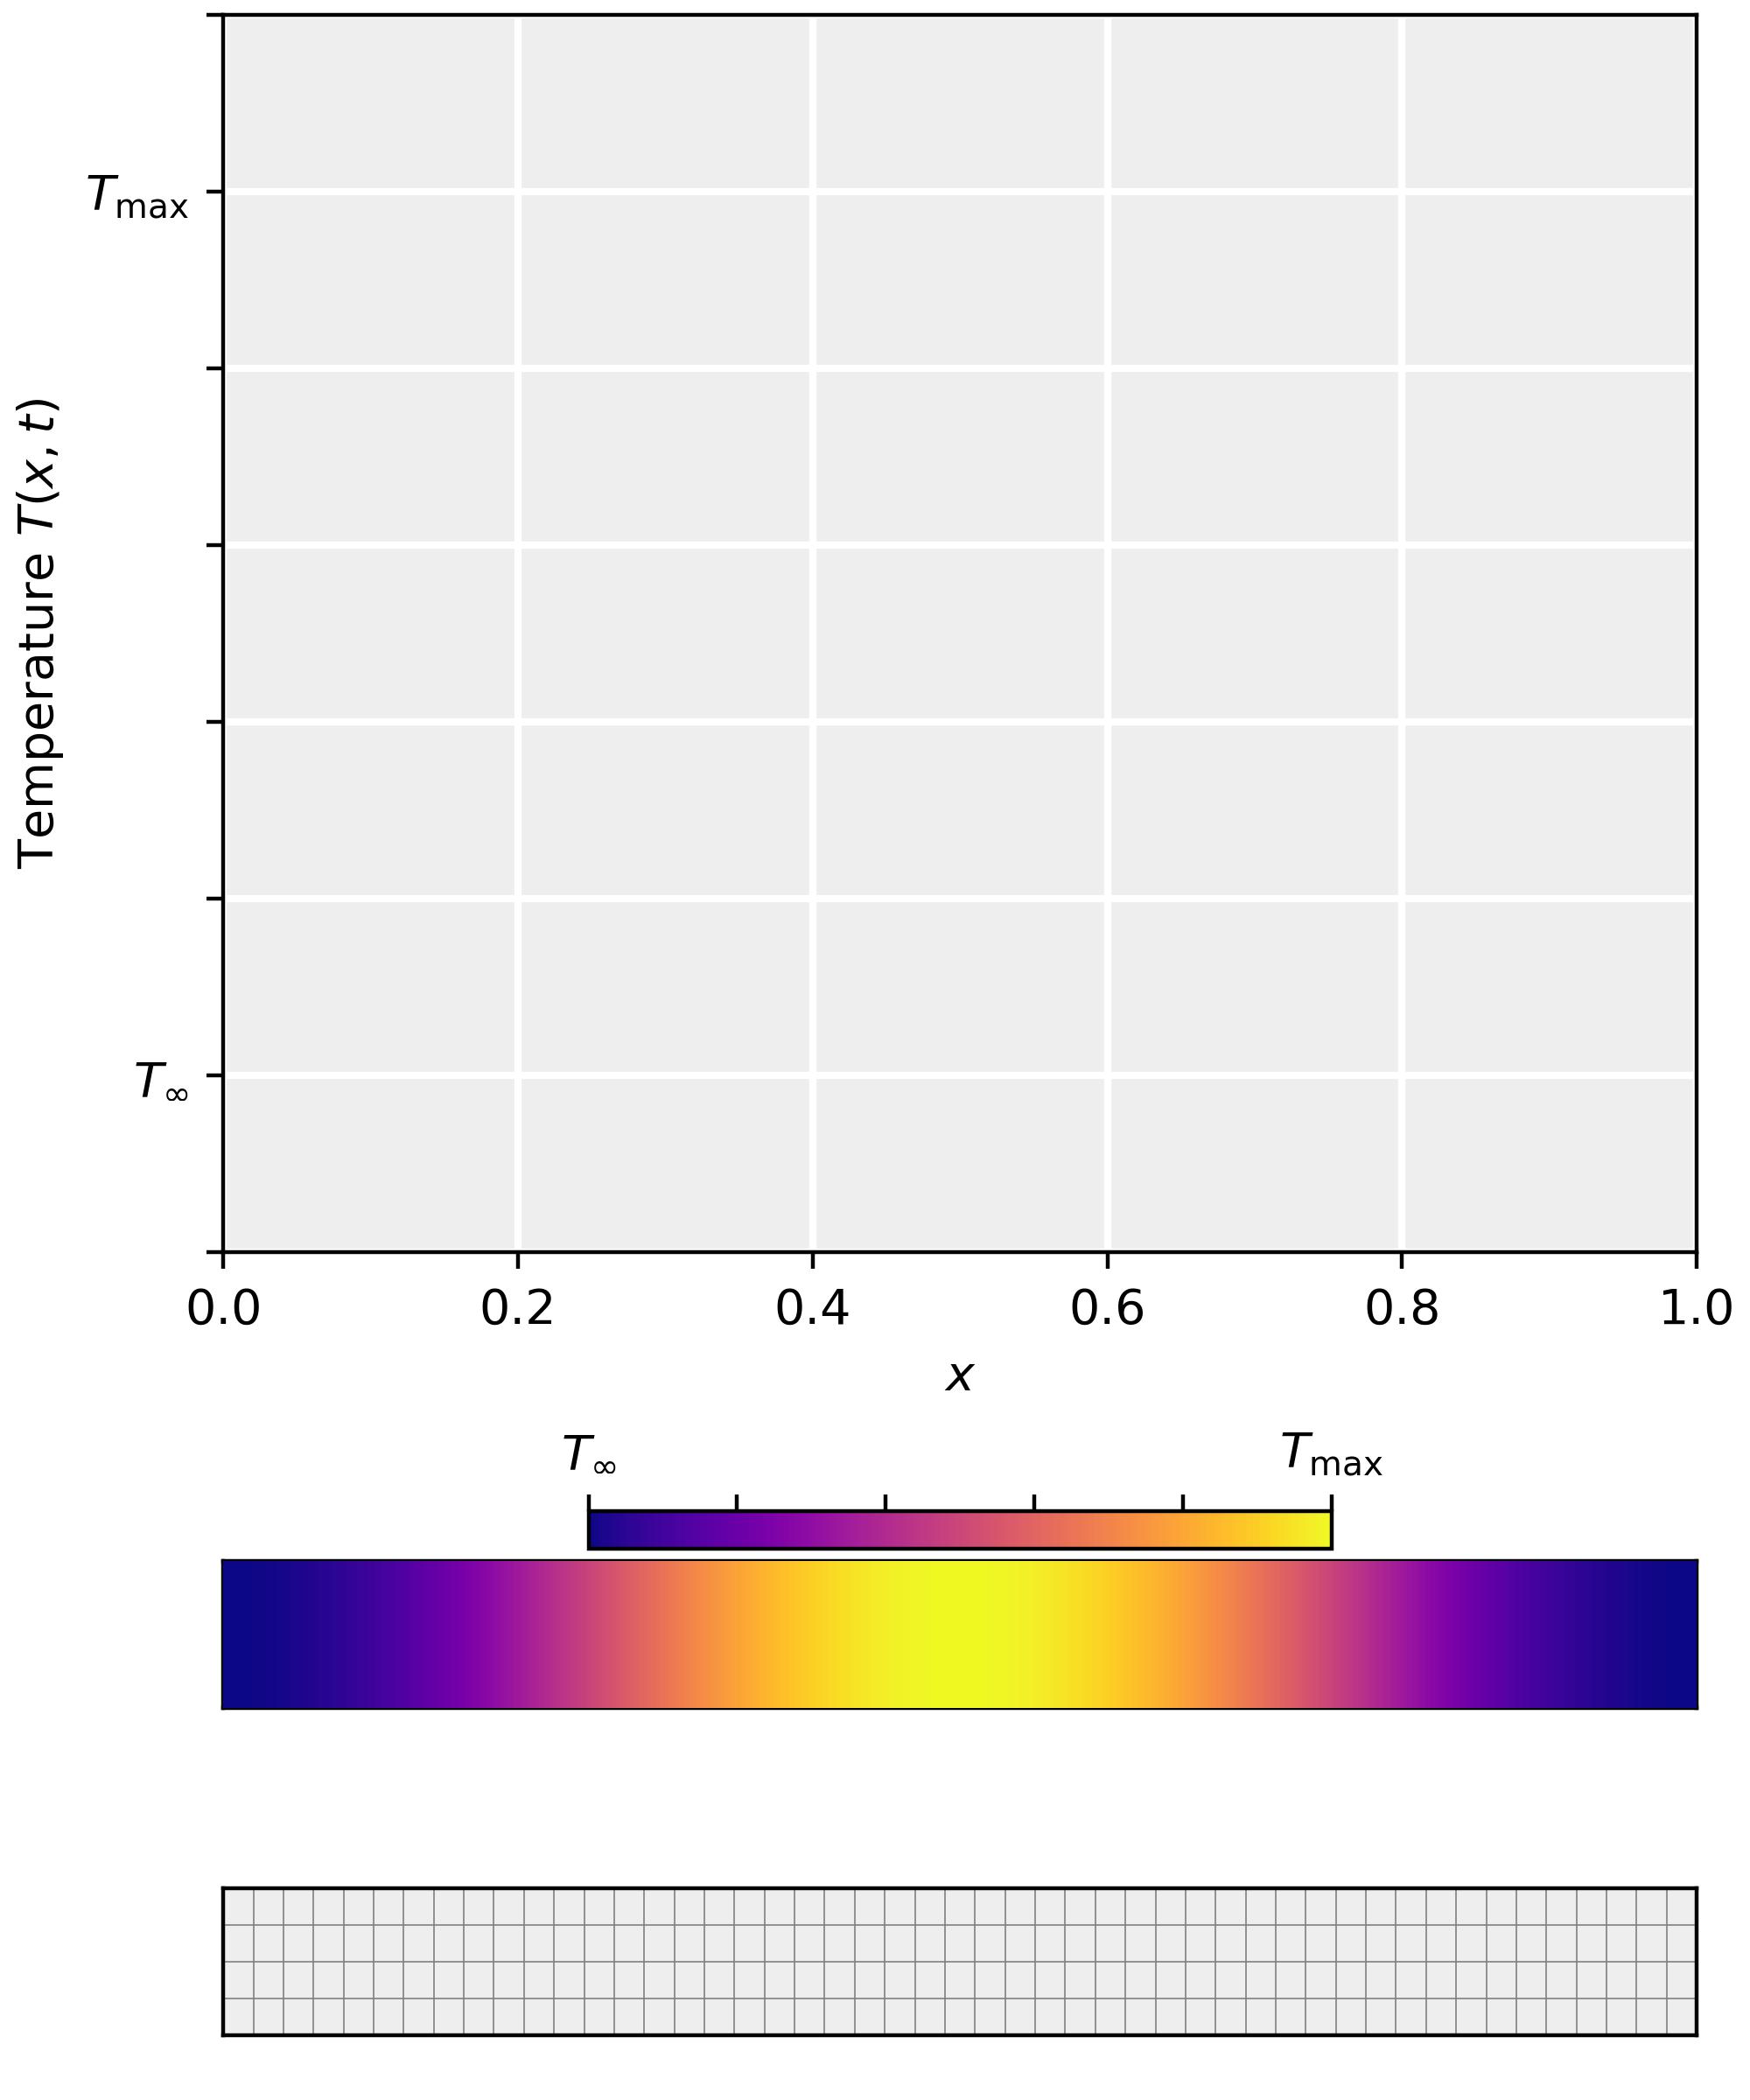 T_max
Temperature T(x, t)
T_∞
0.0 0.2 0.4 0.6 0.8 1.0
x
T_∞ T_max